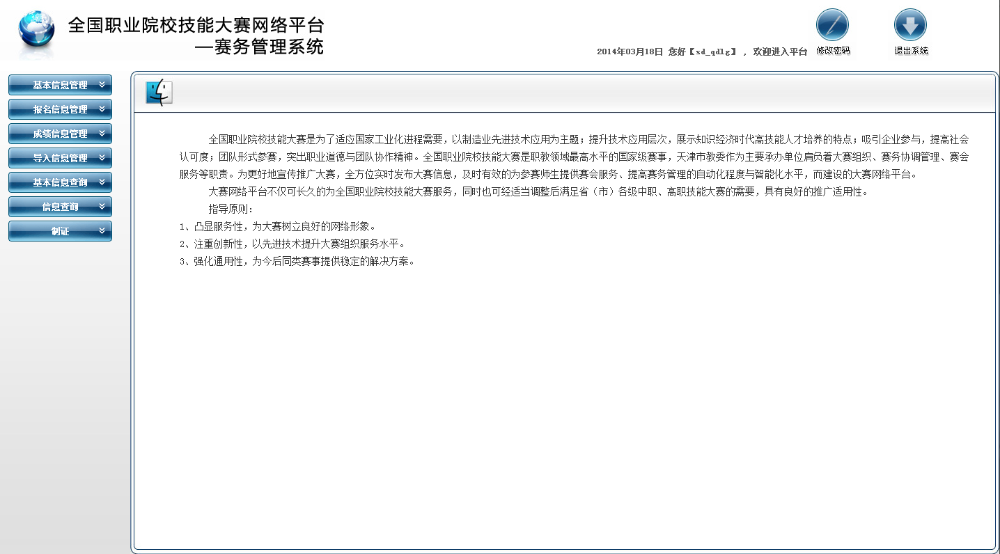 全国职业院校技能大赛网络平台
—赛务管理系统
2014年03月18日 您好【sd_qdlg】 , 欢迎进入平台
修改密码
退出系统
基本信息管理
报名信息管理
成绩信息管理
导入信息管理
基本信息查询
信息查询
制证
全国职业院校技能大赛是为了适应国家工业化进程需要，以制造业先进技术应用为主题；提升技术应用层次，展示知识经济时代高技能人才培养的特点；吸引企业参与，提高社会
认可度；团队形式参赛，突出职业道德与团队协作精神。全国职业院校技能大赛是职教领域最高水平的国家级赛事，天津市教委作为主要承办单位肩负着大赛组织、赛务协调管理、赛会
服务等职责。为更好地宣传推广大赛，全方位实时发布大赛信息，及时有效的为参赛师生提供赛会服务、提高赛务管理的自动化程度与智能化水平，而建设的大赛网络平台。
大赛网络平台不仅可长久的为全国职业院校技能大赛服务，同时也可经适当调整后满足省（市）各级中职、高职技能大赛的需要，具有良好的推广适用性。
指导原则：
1、凸显服务性，为大赛树立良好的网络形象。
2、注重创新性，以先进技术提升大赛组织服务水平。
3、强化通用性，为今后同类赛事提供稳定的解决方案。